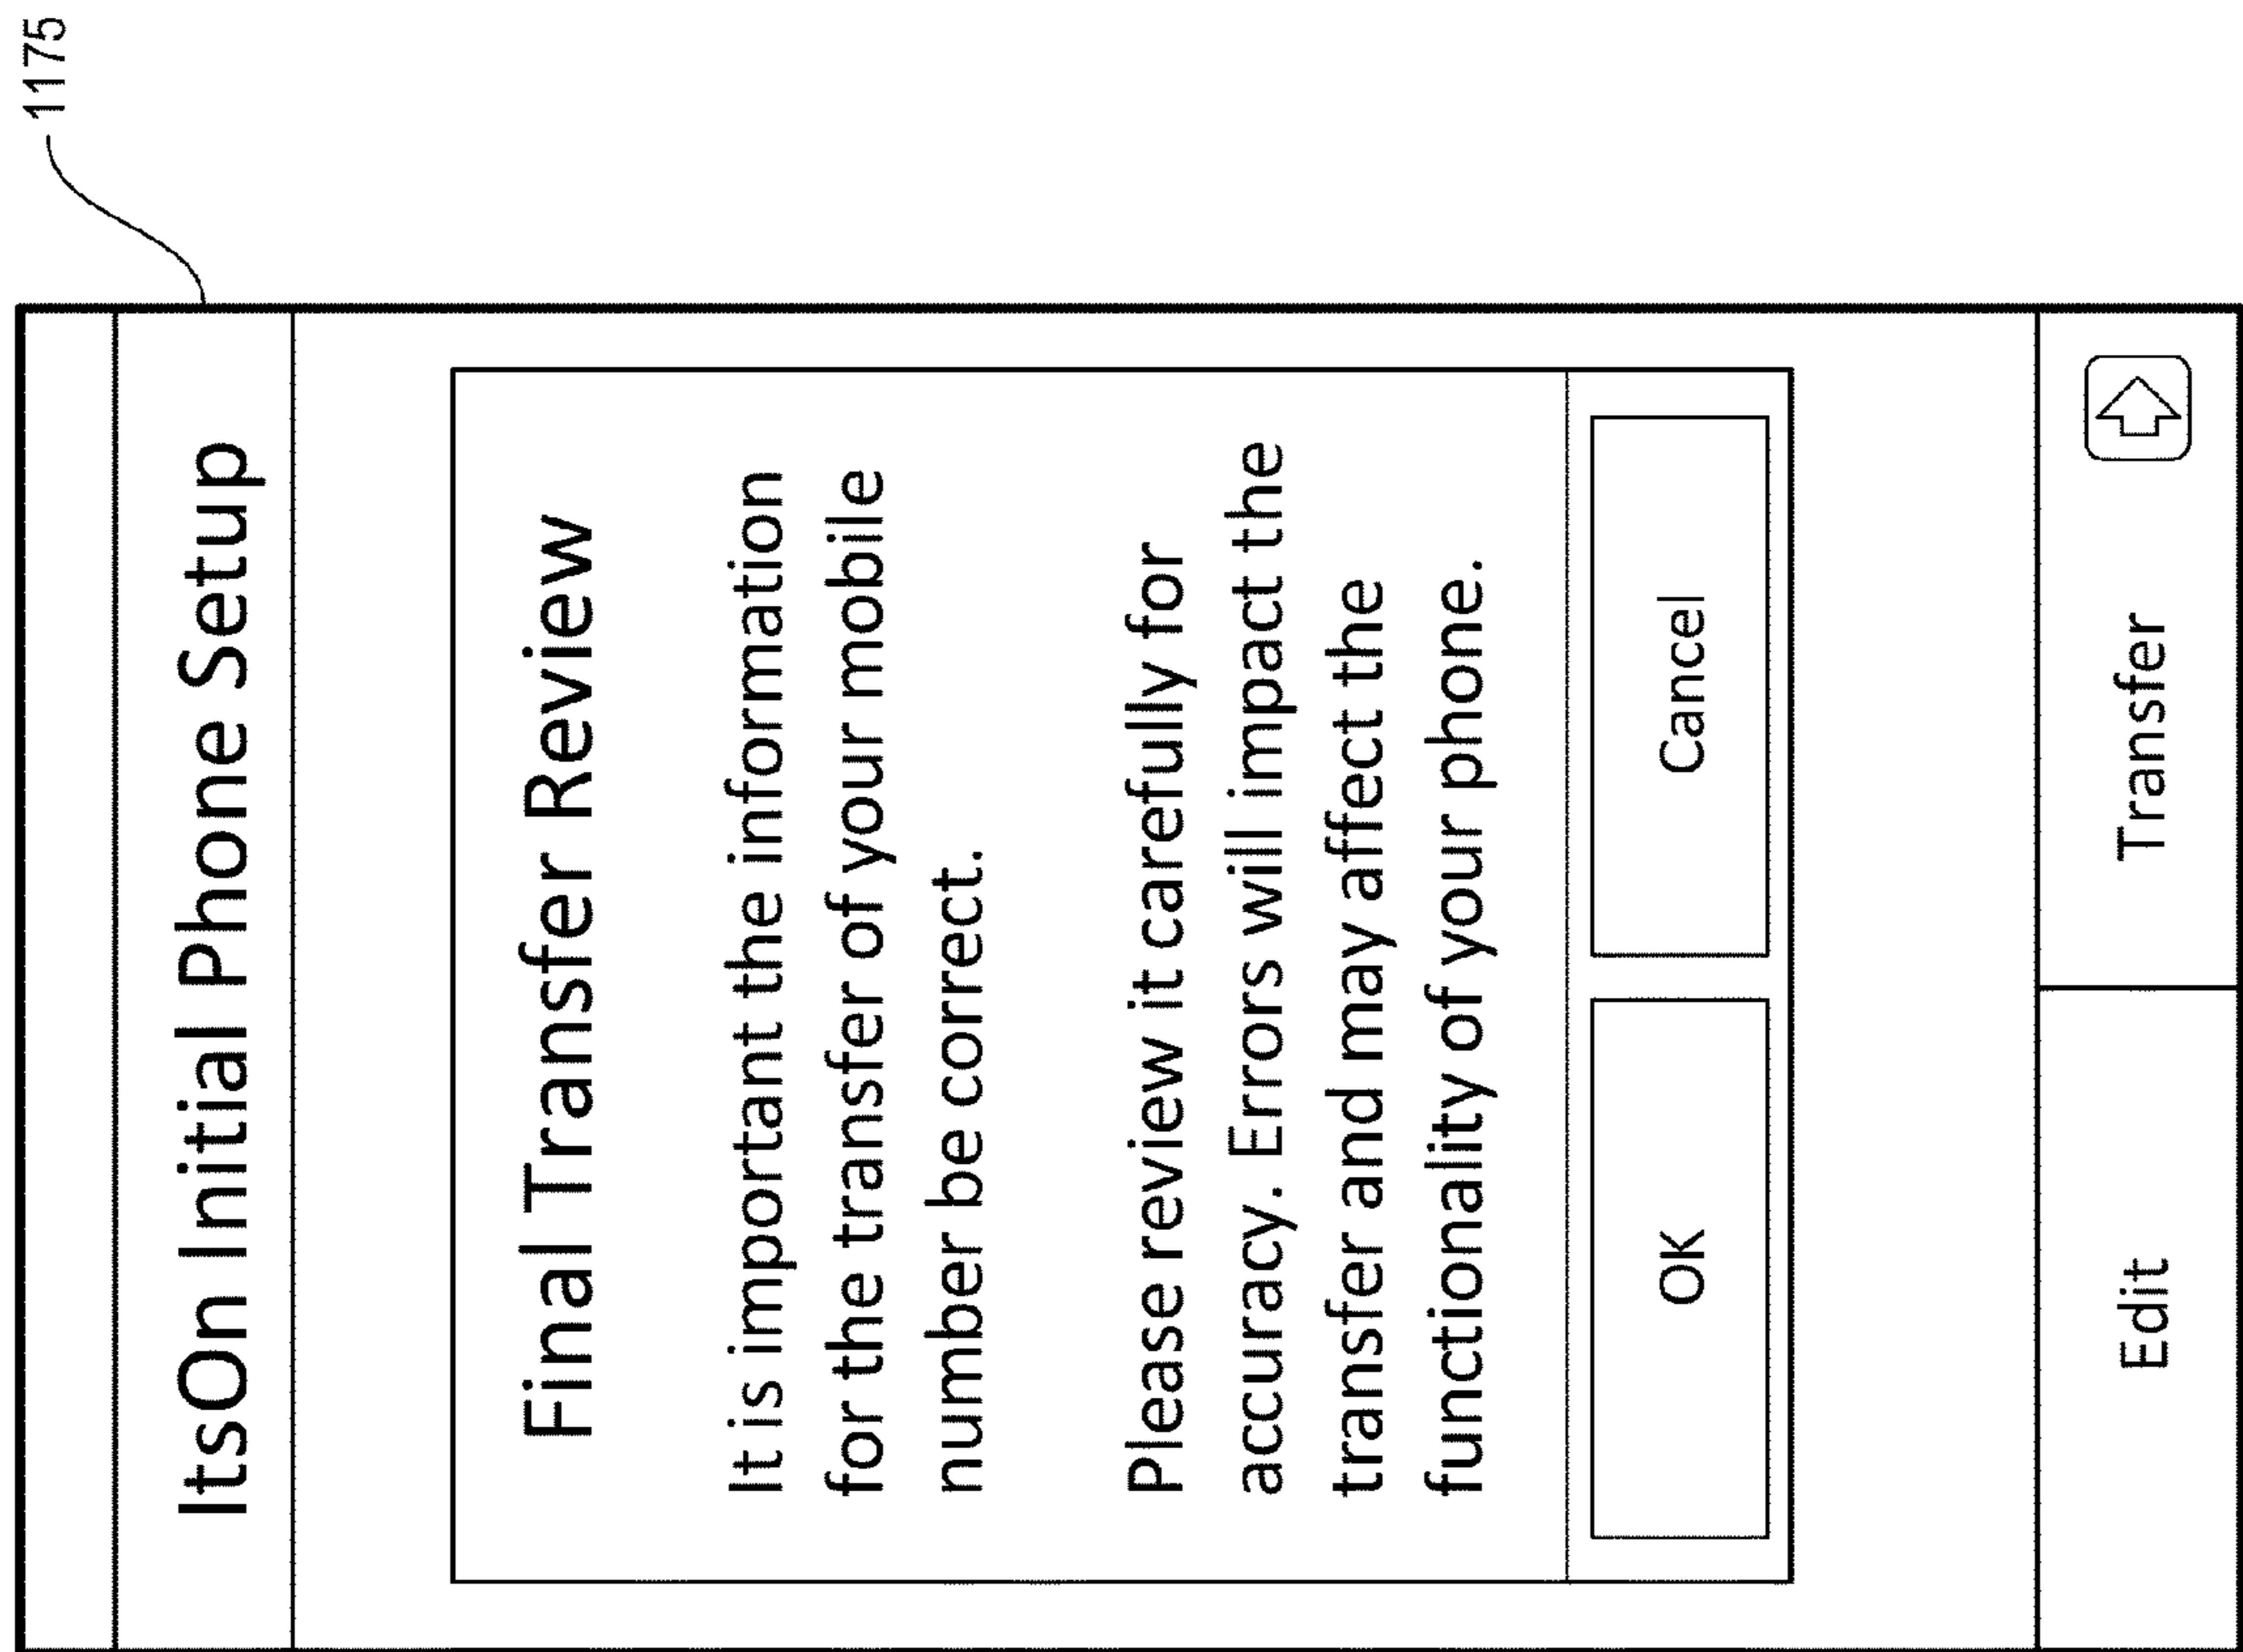 1175
ItsOn Initial Phone Setup
Final Transfer Review
It is important the information
for the transfer of your mobile
number be correct.
Please review it carefully for
accuracy. Errors will impact the
transfer and may affect the
functionality of your phone.
OK
Cancel
Edit
Transfer